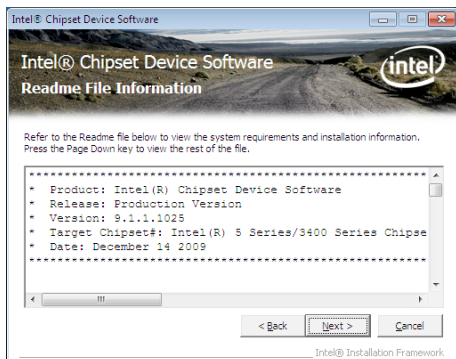 Intel® Chipset Device Software
Intel® Chipset Device Software
intel
Readme File Information
Refer to the Readme file below to view the system requirements and installation information.
Press the Page Down key to view the rest of the file.
************************************************************
* Product: Intel(R) Chipset Device Software
* Release: Production Version
* Version: 9.1.1.1025
* Target Chipset#: Intel(R) 5 Series/3400 Series Chipse
* Date: December 14 2009
************************************************************
< Back Next > Cancel
Intel® Installation Framework